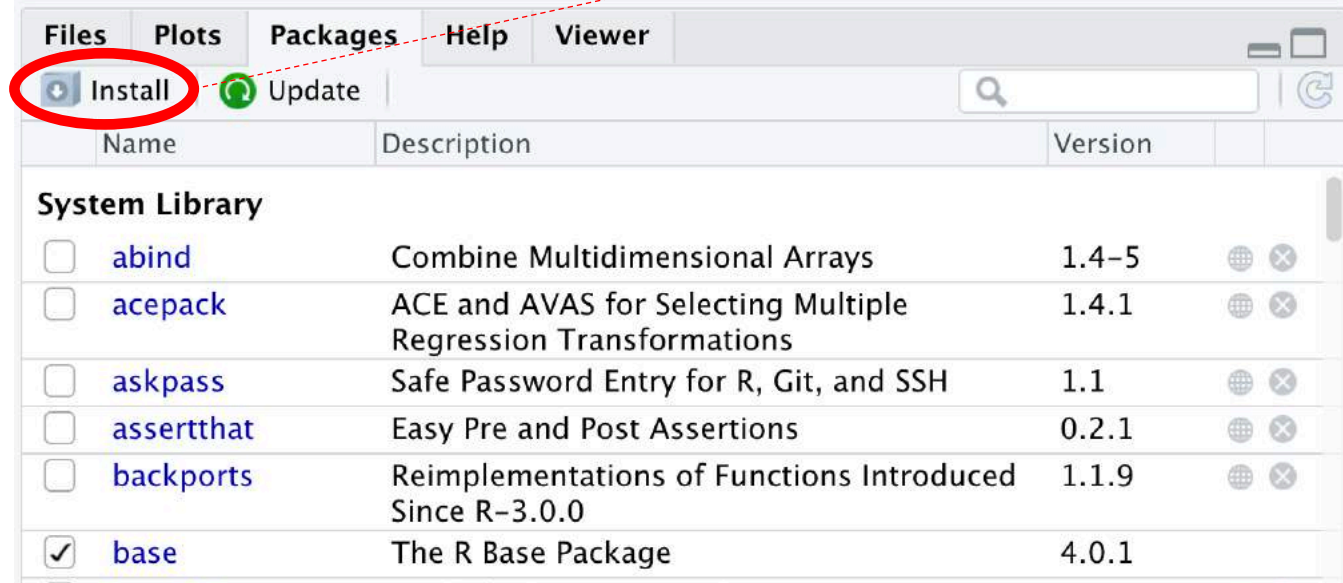 Files Plots Packages Help Viewer
Install Update
Name Description Version
System Library
abind Combine Multidimensional Arrays 1.4-5
acepack ACE and AVAS for Selecting Multiple 1.4.1
Regression Transformations
askpass Safe Password Entry for R, Git, and SSH 1.1
assertthat Easy Pre and Post Assertions 0.2.1
backports Reimplementations of Functions Introduced 1.1.9
Since R-3.0.0
base The R Base Package 4.0.1